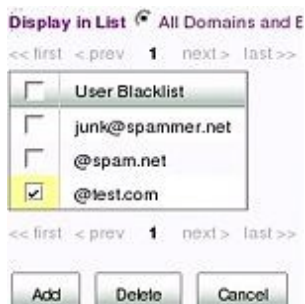 Display in List All Domains and E
<< first < prev 1 next > last >>
User Blacklist
junk@spammer.net
@spam.net
@test.com
<< first < prev 1 next > last >>
Add Delete Cancel